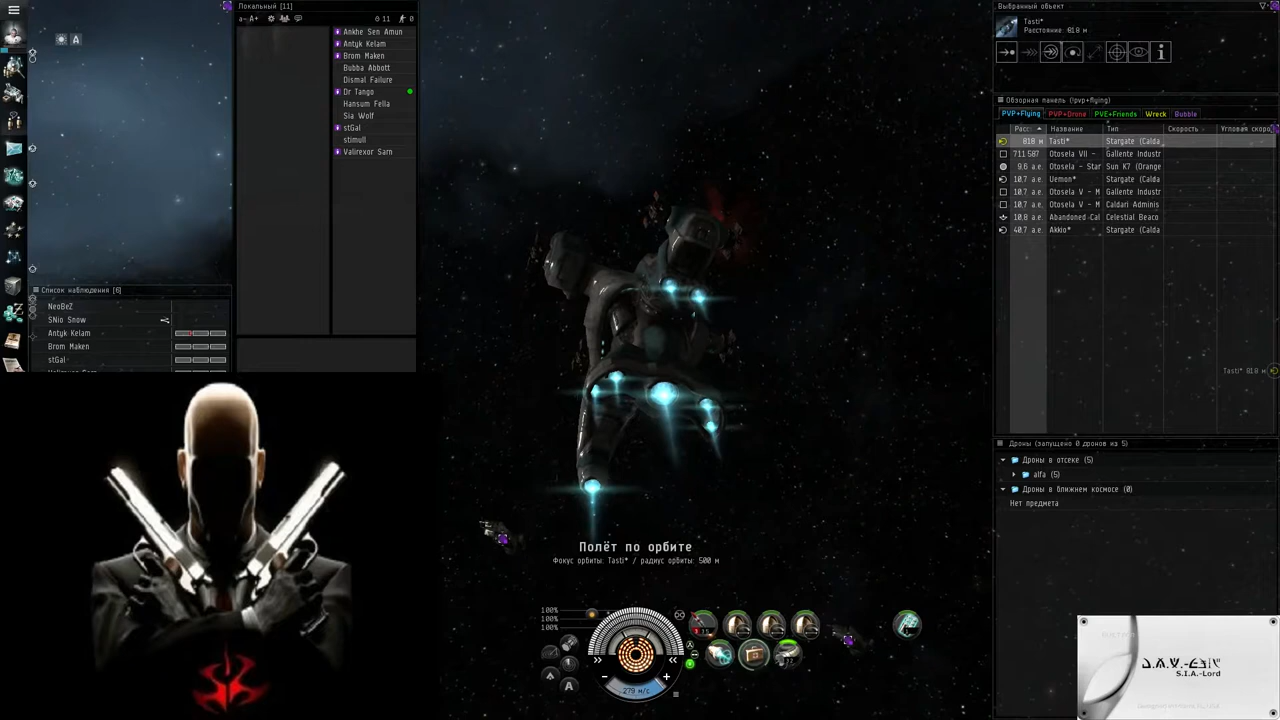 Локальный [11]
11
0
Ankhe Sen Amun
Antyk Kelam
Brom Maken
Bubba Abbott
Dismal Failure
Dr Tango
Hansum Fella
Sia Wolf
stGal
stimull
Valirexor Sarn
Список наблюдения [6]
NeoBeZ
SNio Snow
Antyk Kelam
Brom Maken
stGal
Выбранный объект
Tasti*
Расстояние: 818 м
Обзорная панель (!pvp+flying)
PVP+Flying PVP+Drone PVE+Friends Wreck Bubble
Расс Название Тип Скорость Угловая скоро
818 м Tasti* Stargate (Calda
711 587 Otosela VII - Gallente Industr
9.6 а.е. Otosela - Star Sun K7 (Orange
10.7 а.е. Uemon* Stargate (Calda
10.7 а.е. Otosela V - M Gallente Industr
10.7 а.е. Otosela V - M Caldari Adminis
10.8 а.е. Abandoned Cal Celestial Beaco
40.7 а.е. Akkio* Stargate (Calda
Tasti* 818 м
Дроны (запущено 0 дронов из 5)
Дроны в отсеке (5)
alfa (5)
Дроны в ближнем космосе (0)
Нет предмета
Полёт по орбите
Фокус орбиты: Tasti* / радиус орбиты: 500 м
100%
100%
100%
279 м/с
S.I.A.-Lord